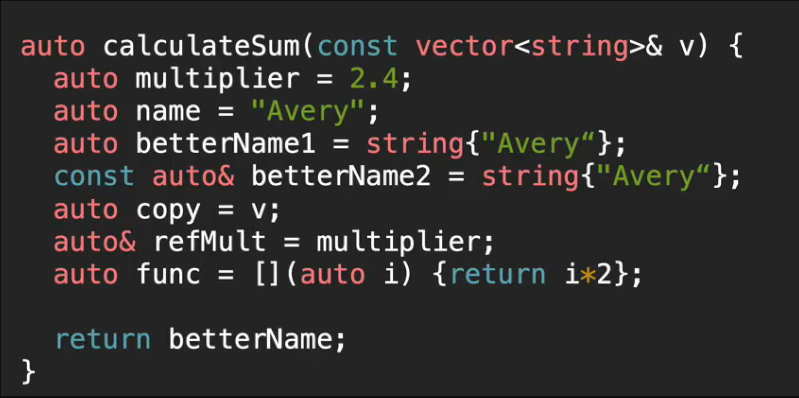 auto calculateSum(const vector<string>& v) {
auto multiplier = 2.4;
auto name = "Avery";
auto betterName1 = string{"Avery“};
const auto& betterName2 = string{"Avery“};
auto copy = v;
auto& refMult = multiplier;
auto func = [](auto i) {return i*2};
return betterName;
}